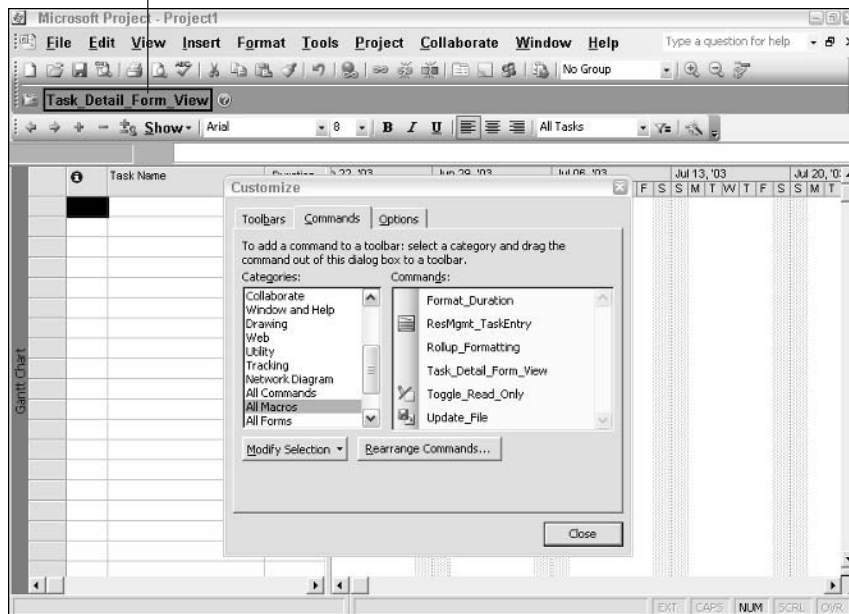 Microsoft Project - Project1
File Edit View Insert Format Tools Project Collaborate Window Help Type a question for help
No Group
Task_Detail_Form_View
Show Arial 8 B I U All Tasks
Task Name Jun 29, '03 Jul 06, '03 Jul 13, '03 Jul 20, '0
F S S M T W T F S S M T
Customize
Toolbars Commands Options
To add a command to a toolbar: select a category and drag the
command out of this dialog box to a toolbar.
Categories: Commands:
Collaborate
Window and Help
Drawing
Web
Utility
Tracking
Network Diagram
All Commands
All Macros
All Forms
Format_Duration
ResMgmt_TaskEntry
Rollup_Formatting
Task_Detail_Form_View
Toggle_Read_Only
Update_File
Modify Selection Rearrange Commands...
Close
Gantt Chart
EXT CAPS NUM SCRL OVR